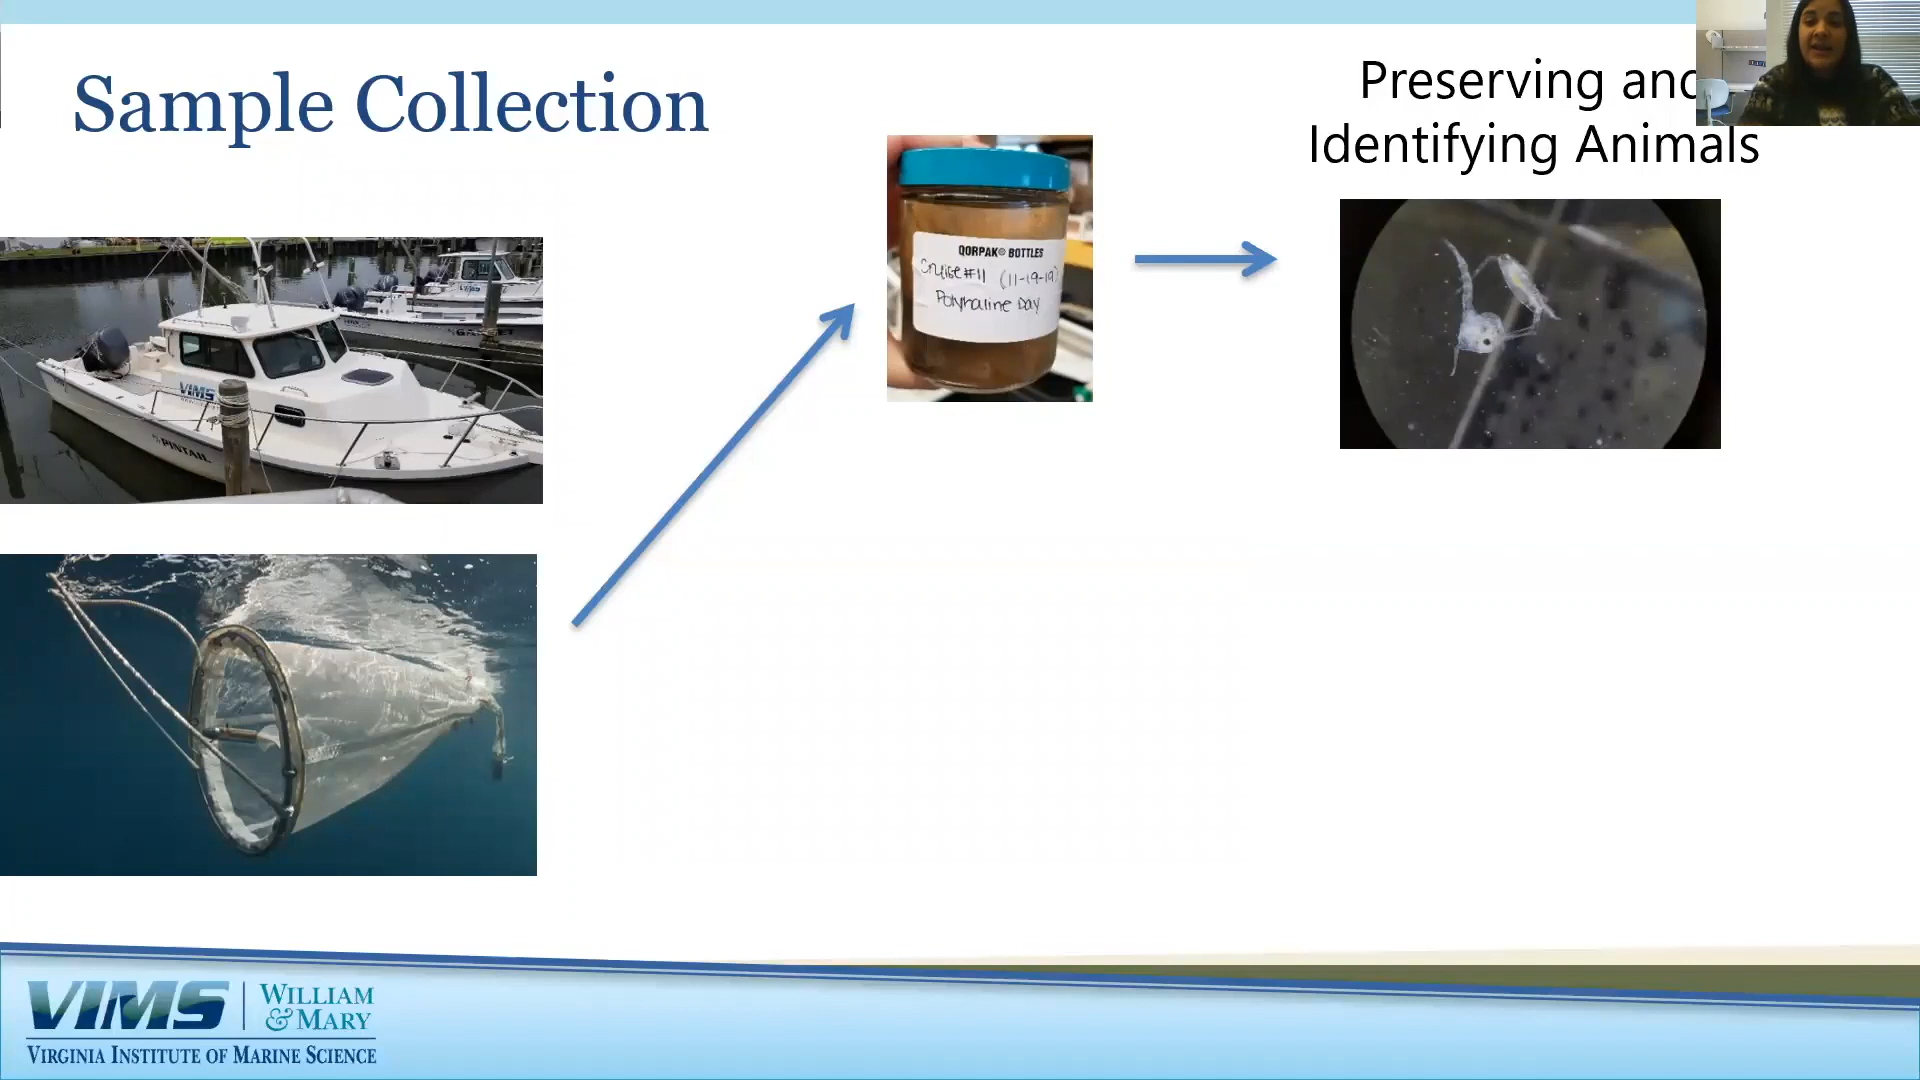 Sample Collection
Preserving and
Identifying Animals
QORPAK® BOTTLES
Cruise #11 (11-19-19)
Polyhaline Day
VIMS
PINTAIL
VIMS
WILLIAM
& MARY
VIRGINIA INSTITUTE OF MARINE SCIENCE